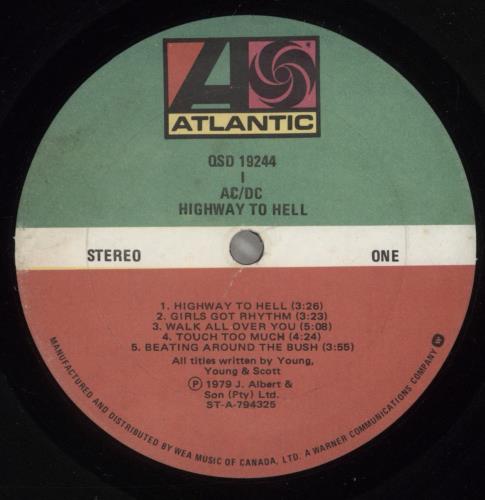 ATLANTIC
QSD 19244
I
AC/DC
HIGHWAY TO HELL
STEREO ONE
1. HIGHWAY TO HELL (3:26)
2. GIRLS GOT RHYTHM (3:23)
3. WALK ALL OVER YOU (5:08)
4. TOUCH TOO MUCH (4:24)
5. BEATING AROUND THE BUSH (3:55)
All titles written by Young,
Young & Scott
Ⓟ 1979 J. Albert &
Son (Pty) Ltd.
ST-A-794325
MANUFACTURED AND DISTRIBUTED BY WEA MUSIC OF CANADA, LTD. A WARNER COMMUNICATIONS COMPANY